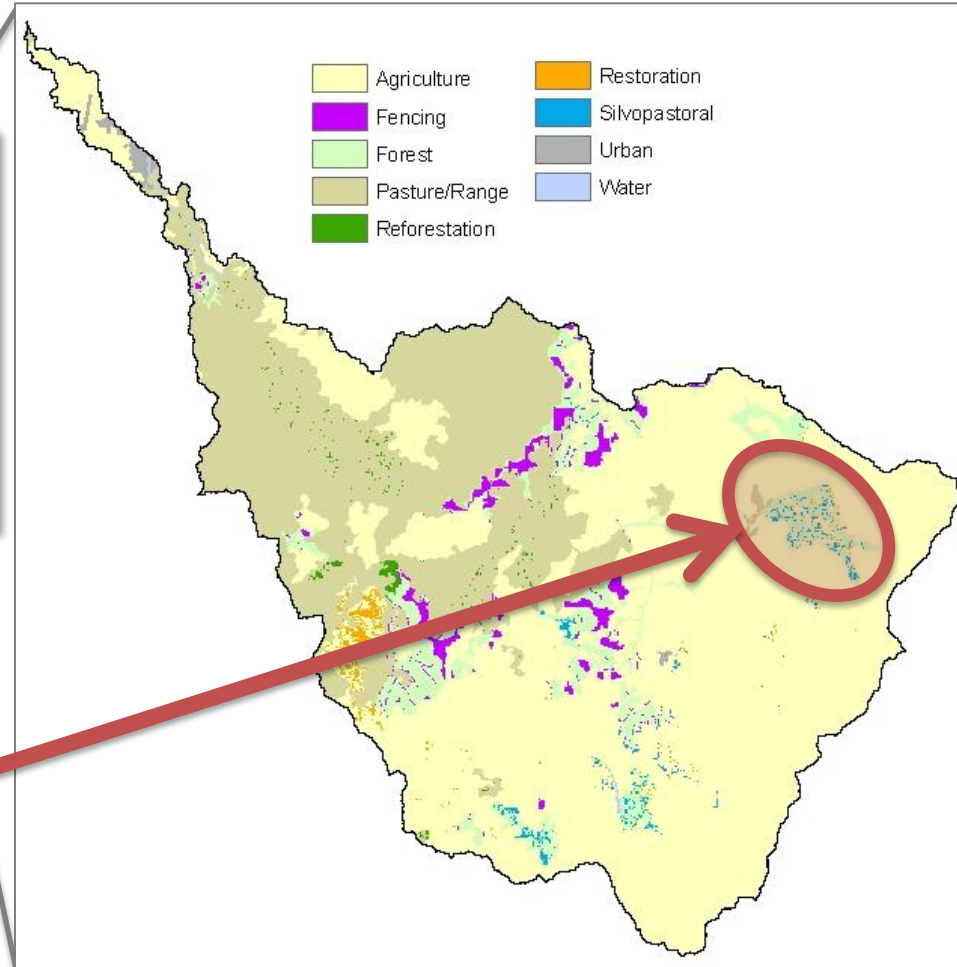 Agriculture
Fencing
Forest
Pasture/Range
Reforestation
Restoration
Silvopastoral
Urban
Water